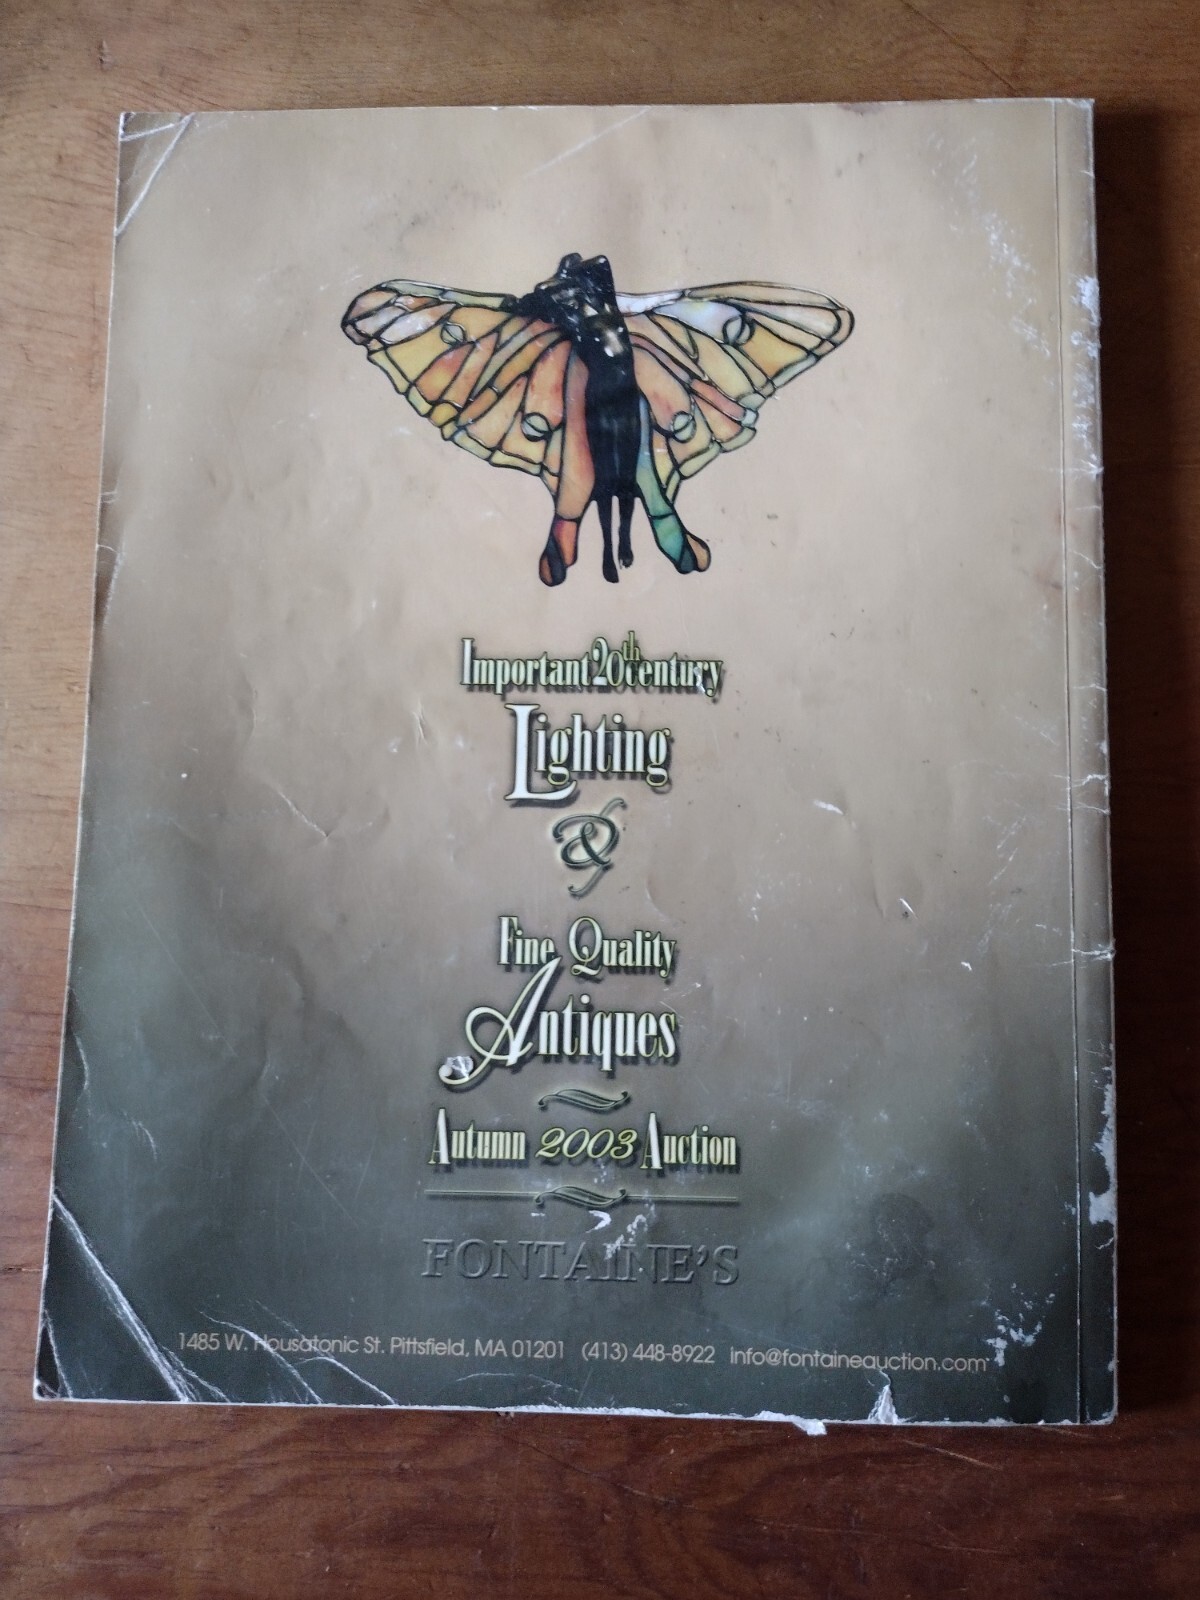 Important 20th century
Lighting
&
Fine Quality
Antiques
Autumn 2003 Auction
FONTAINE'S
1485 W. Housatonic St. Pittsfield, MA 01201 (413) 448-8922 info@fontaineauction.com